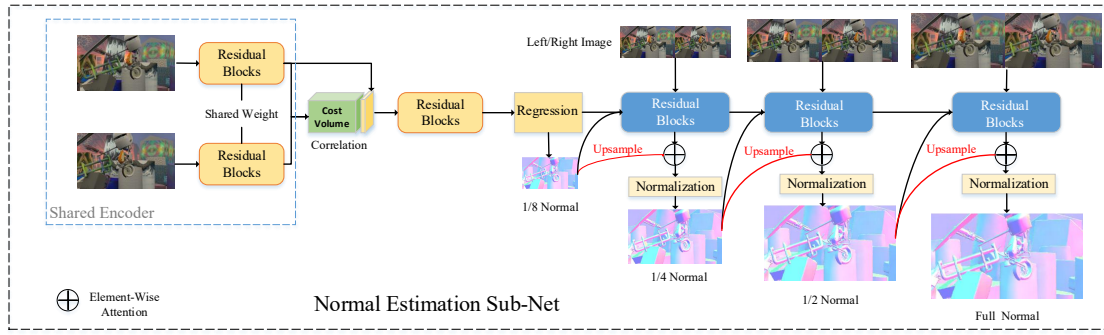 Residual
Blocks
Shared Weight
Residual
Blocks
Shared Encoder
Cost
Volume
Correlation
Residual
Blocks
Regression
1/8 Normal
Left/Right Image
Residual
Blocks
Upsample
Normalization
1/4 Normal
Residual
Blocks
Upsample
Normalization
1/2 Normal
Residual
Blocks
Upsample
Normalization
Full Normal
Element-Wise
Attention
Normal Estimation Sub-Net